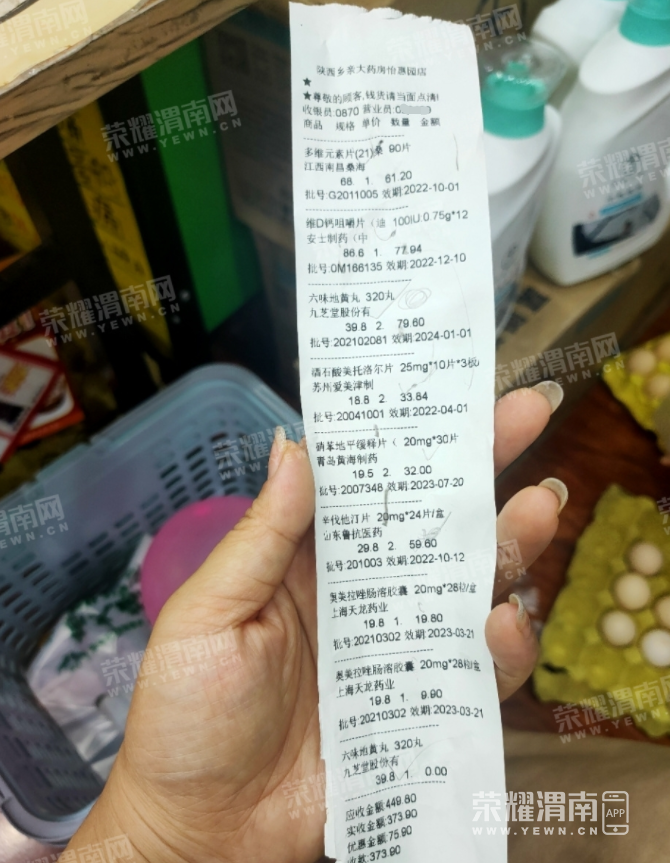 陕西乡亲大药房怡惠园店
★
★尊敬的顾客,钱货请当面点清!
收银员:0870 营业员:0
商品 规格 单价 数量 金额
多维元素片(21)桑 90片
江西南昌桑海
68. 1. 61.20
批号:G2011005 效期:2022-10-01
维D钙咀嚼片(迪 100IU:0.75g*12
安士制药(中
86.6 1. 77.94
批号:0M166135 效期:2022-12-10
六味地黄丸 320丸
九芝堂股份有
39.8 2. 79.60
批号:202102081 效期:2024-01-01
酒石酸美托洛尔片 25mg*10片*3板/
苏州爱美津制
18.8 2. 33.84
批号:20041001 效期:2022-04-01
硝苯地平缓释片( 20mg*30片
青岛黄海制药
19.5 2. 32.00
批号:2007348 效期:2023-07-20
辛伐他汀片 20mg*24片/盒
山东鲁抗医药
29.8 2. 59.60
批号:201003 效期:2022-10-12
奥美拉唑肠溶胶囊 20mg*28粒/盒
上海天龙药业
19.8 1. 19.80
批号:20210302 效期:2023-03-21
奥美拉唑肠溶胶囊 20mg*28粒/盒
上海天龙药业
19.8 1. 9.90
批号:20210302 效期:2023-03-21
六味地黄丸 320丸
九芝堂股份有
39.8 1. 0.00
应收金额:449.80
实收金额:373.90
优惠金额:75.90
收款:373.90
荣耀渭南网
WWW.YEWN.CN
荣耀渭南
APP
WWW.YEWN.CN